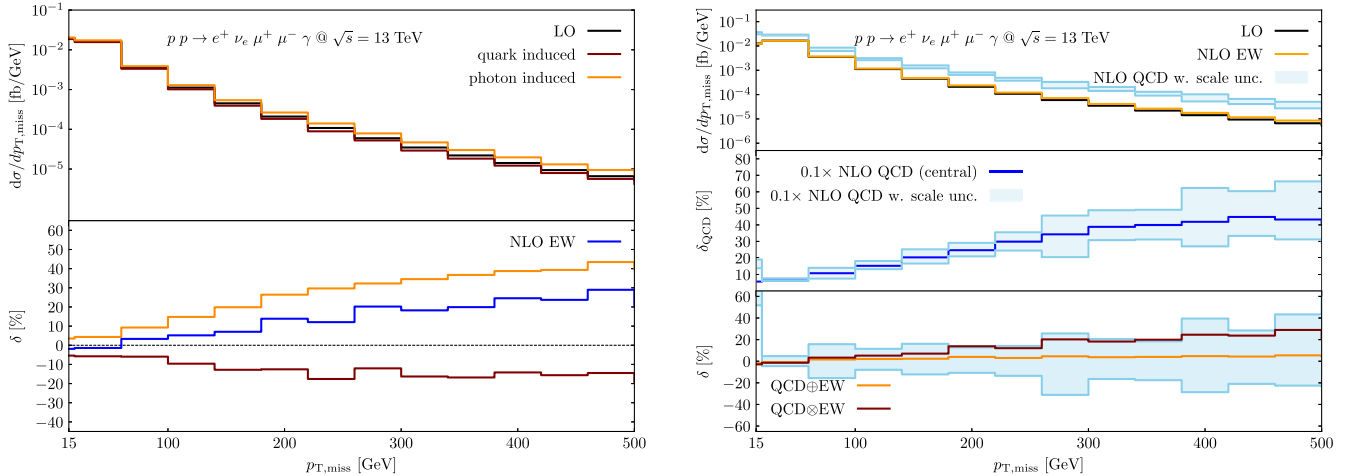 10⁻¹
10⁻²
10⁻³
10⁻⁴
10⁻⁵
dσ/dp_T,miss [fb/GeV]
p p → e⁺ ν_e μ⁺ μ⁻ γ @ √s = 13 TeV
LO
quark induced
photon induced
60
50
40
30
20
10
0
−10
−20
−30
−40
δ [%]
NLO EW
15 100 200 300 400 500
p_T,miss [GeV]
10⁻¹
10⁻²
10⁻³
10⁻⁴
10⁻⁵
10⁻⁶
dσ/dp_T,miss [fb/GeV]
p p → e⁺ ν_e μ⁺ μ⁻ γ @ √s = 13 TeV
LO
NLO EW
NLO QCD w. scale unc.
80
70
60
50
40
30
20
10
δ_QCD [%]
0.1× NLO QCD (central)
0.1× NLO QCD w. scale unc.
60
40
20
0
−20
−40
−60
δ [%]
QCD⊕EW
QCD⊗EW
15 100 200 300 400 500
p_T,miss [GeV]